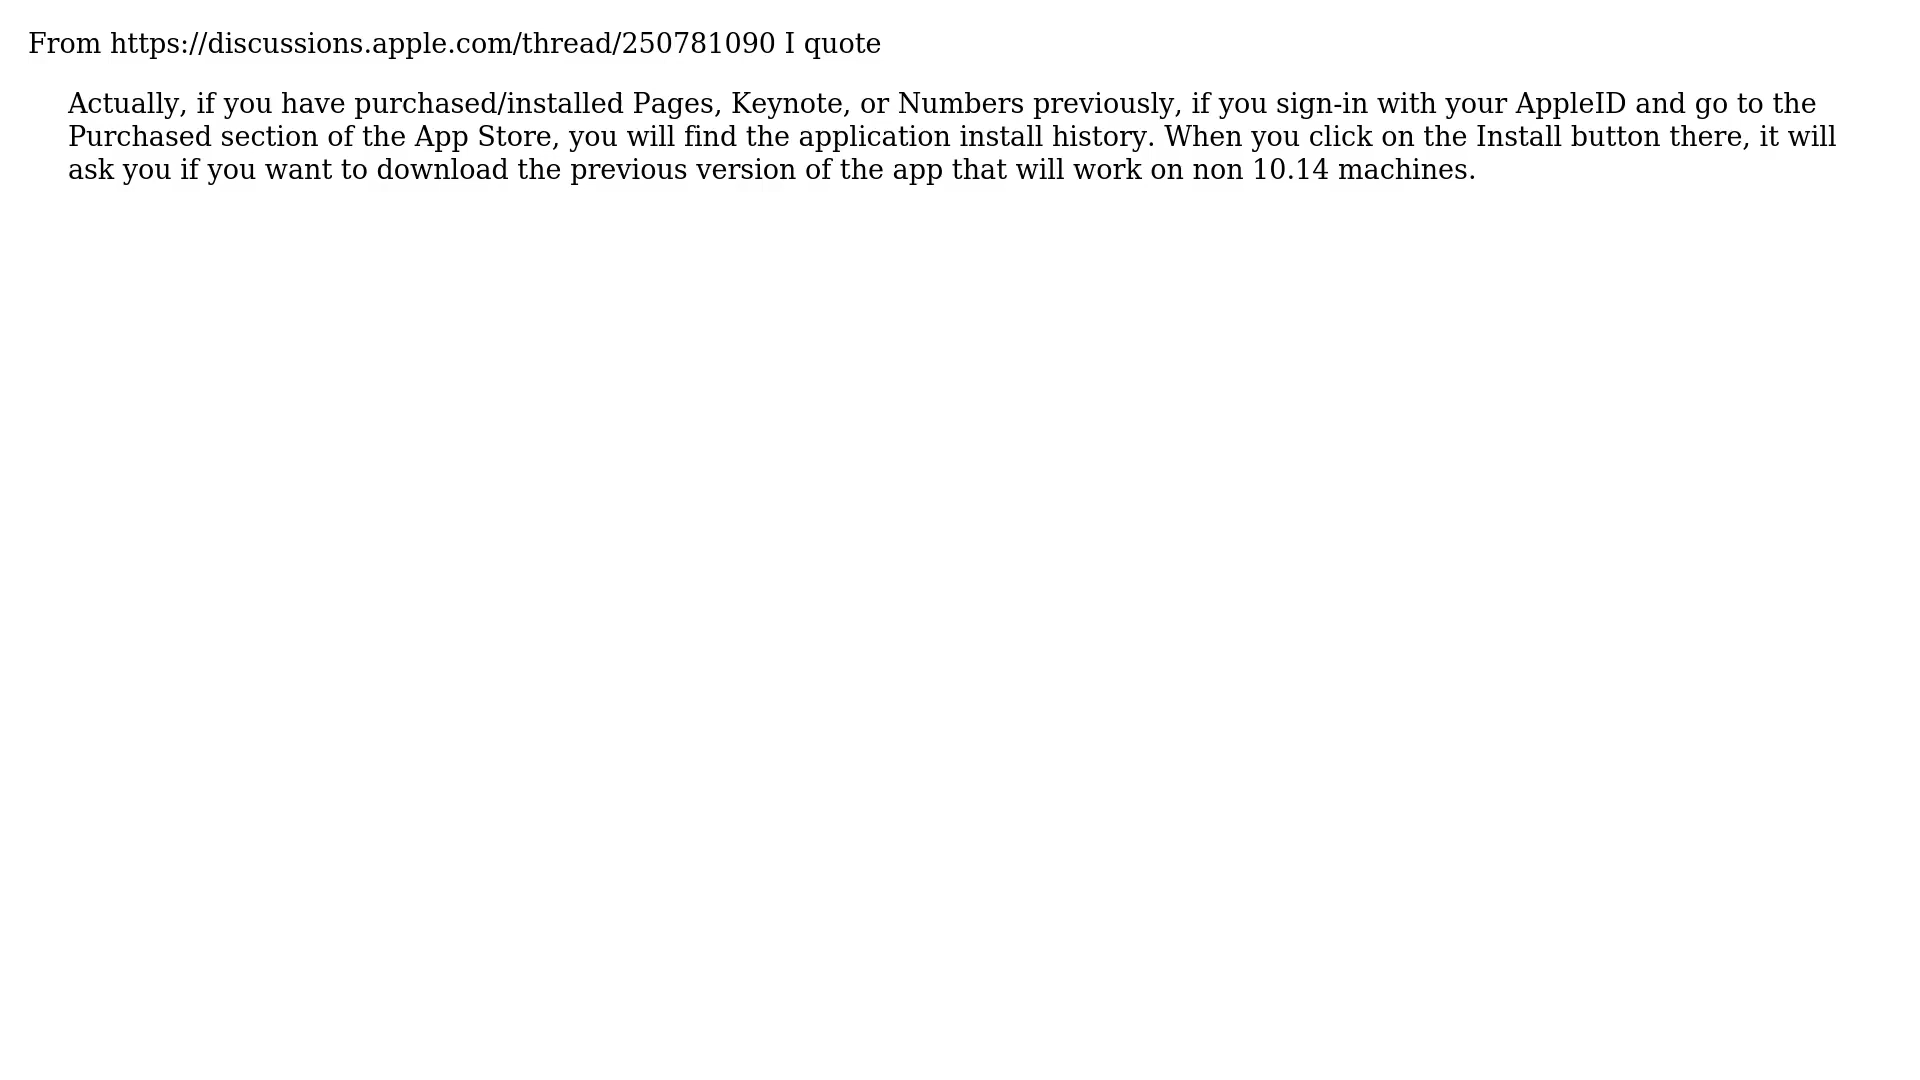 From https://discussions.apple.com/thread/250781090 I quote
Actually, if you have purchased/installed Pages, Keynote, or Numbers previously, if you sign-in with your AppleID and go to the
Purchased section of the App Store, you will find the application install history. When you click on the Install button there, it will
ask you if you want to download the previous version of the app that will work on non 10.14 machines.